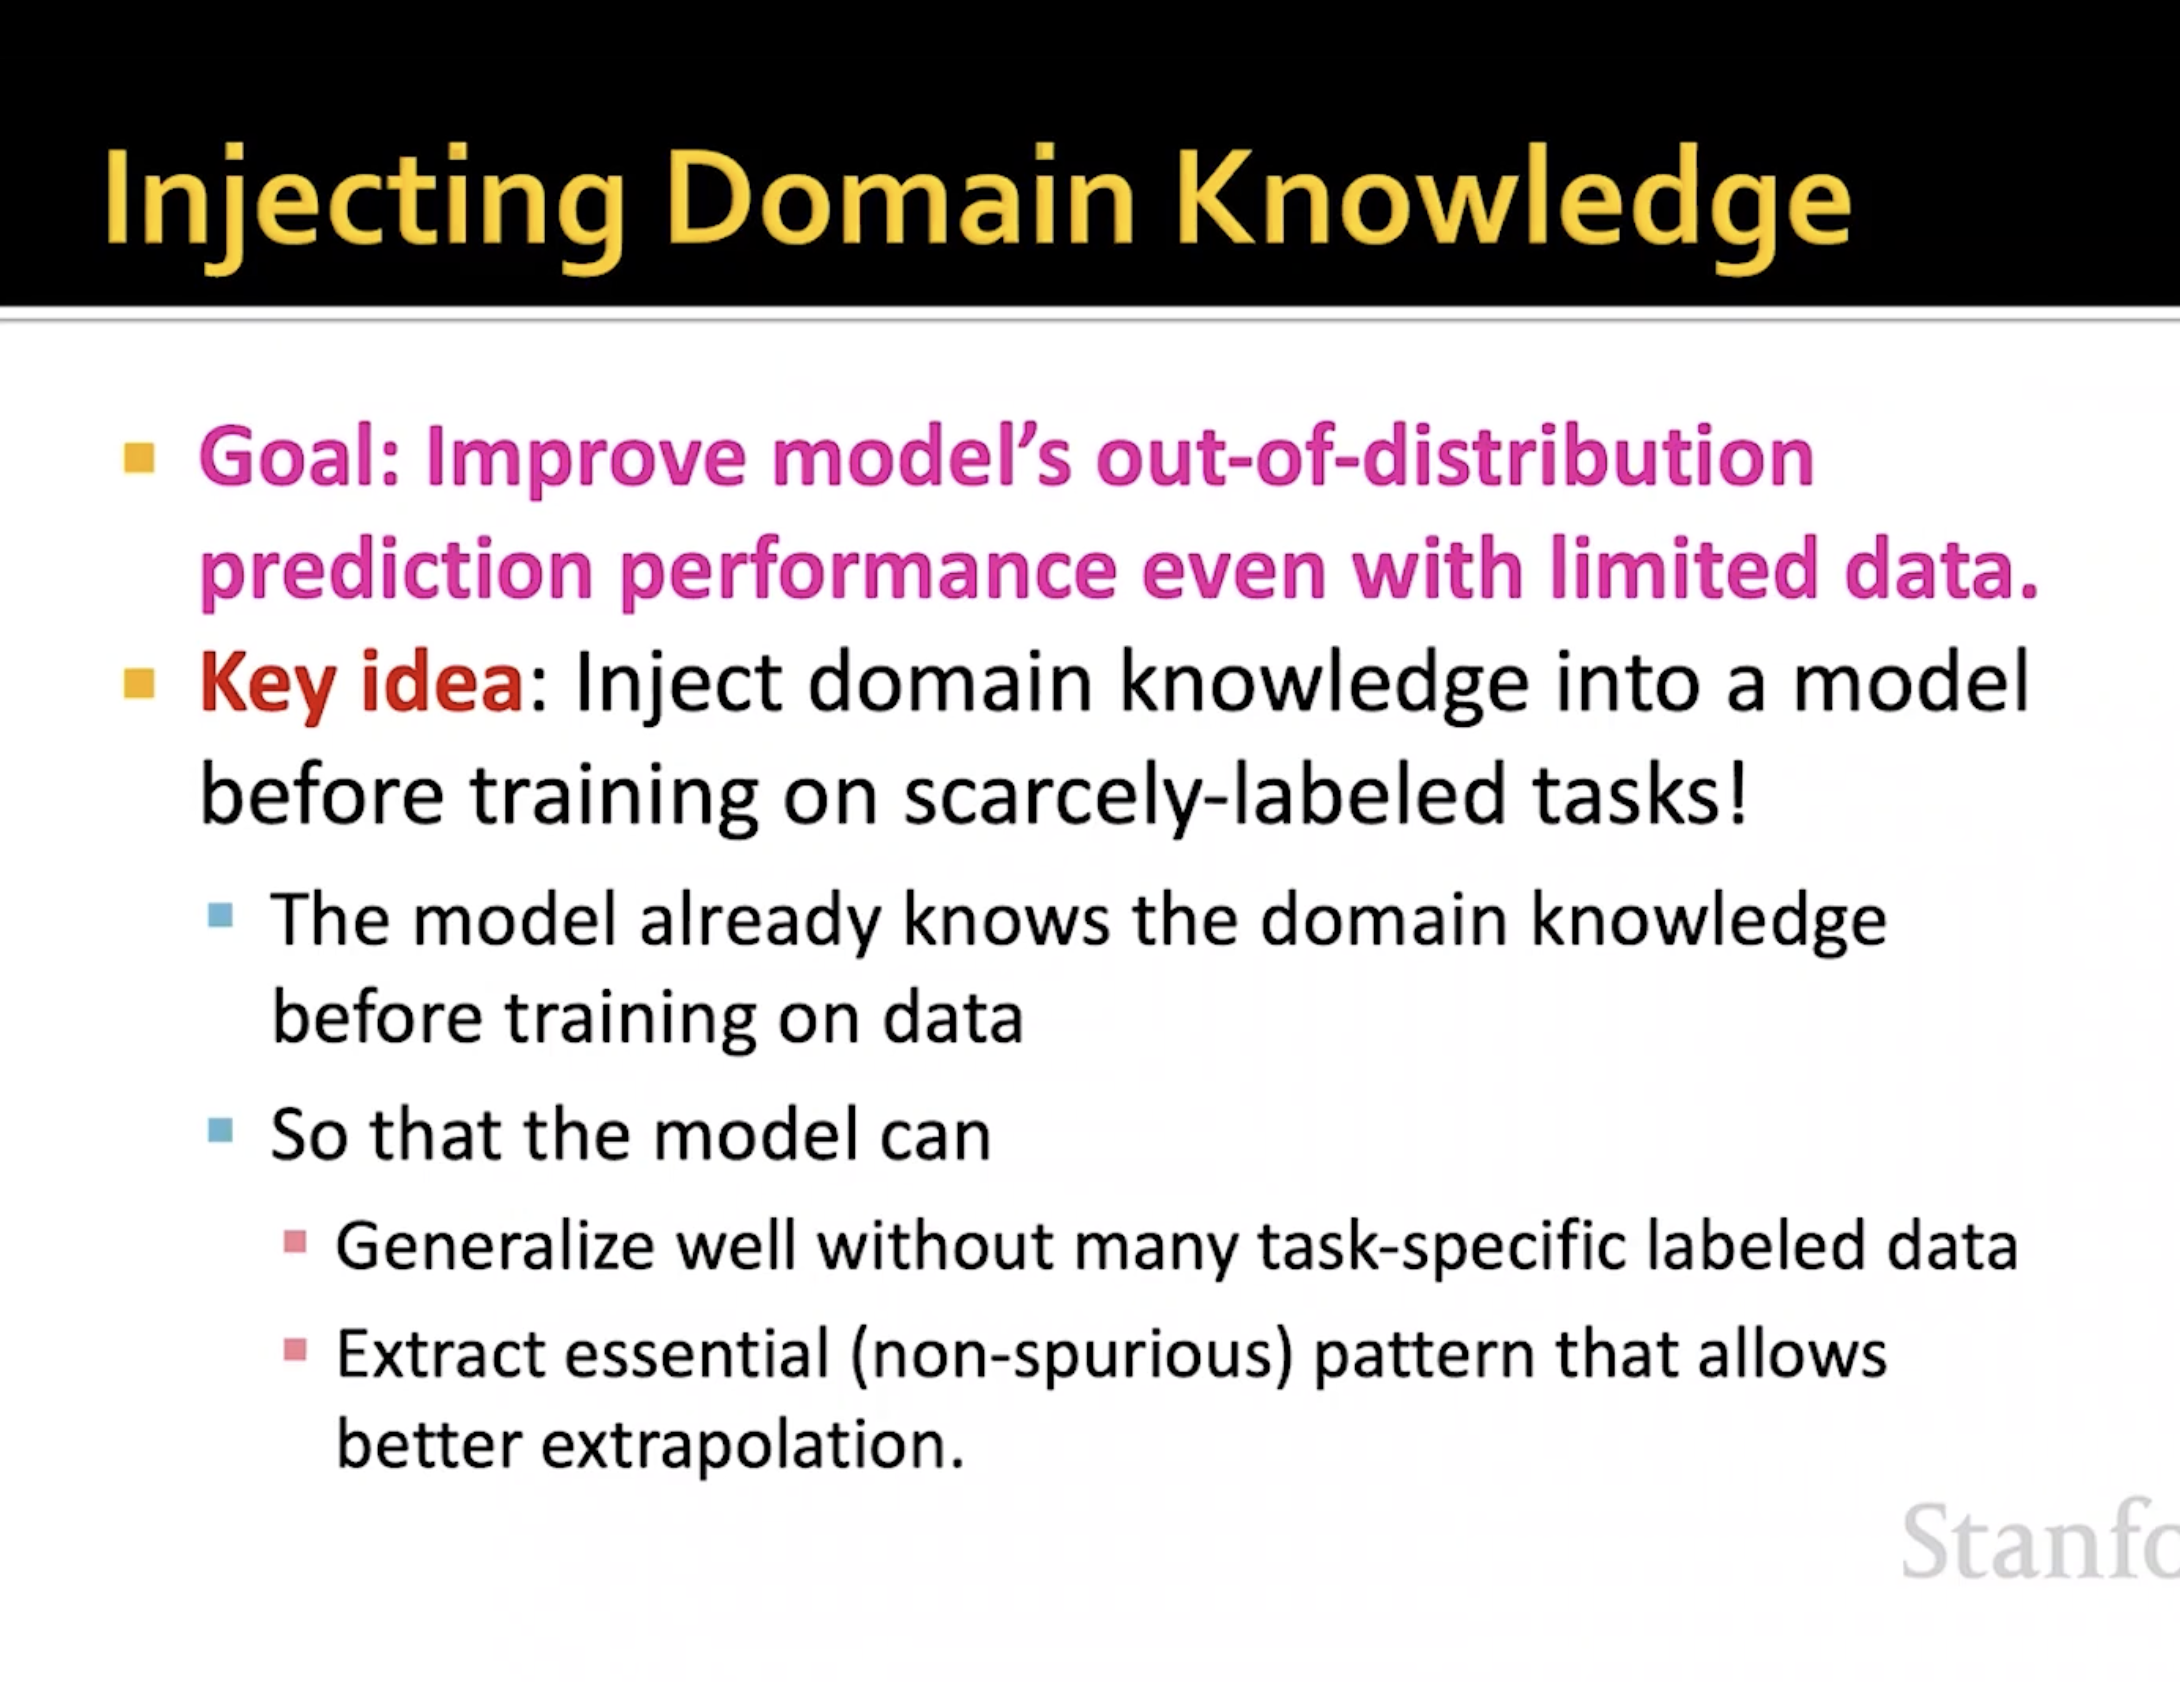 Injecting Domain Knowledge
Goal: Improve model’s out-of-distribution
prediction performance even with limited data.
Key idea: Inject domain knowledge into a model
before training on scarcely-labeled tasks!
The model already knows the domain knowledge
before training on data
So that the model can
Generalize well without many task-specific labeled data
Extract essential (non-spurious) pattern that allows
better extrapolation.
Stanfo